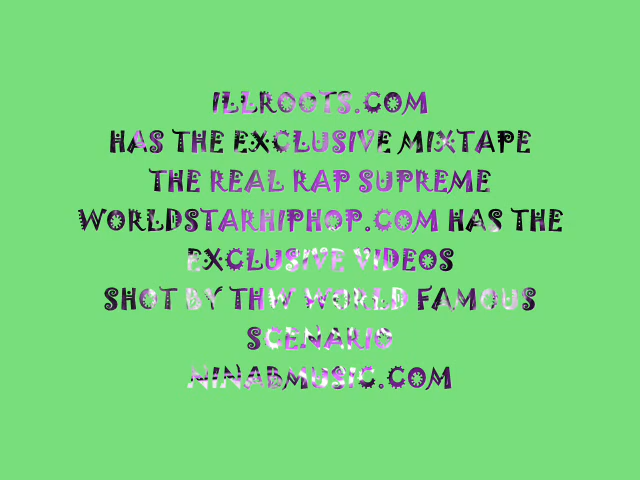 ILLROOTS.COM
HAS THE EXCLUSIVE MIXTAPE
THE REAL RAP SUPREME
WORLDSTARHIPHOP.COM HAS THE
EXCLUSIVE VIDEOS
SHOT BY THW WORLD FAMOUS
SCENARIO
NINABMUSIC.COM